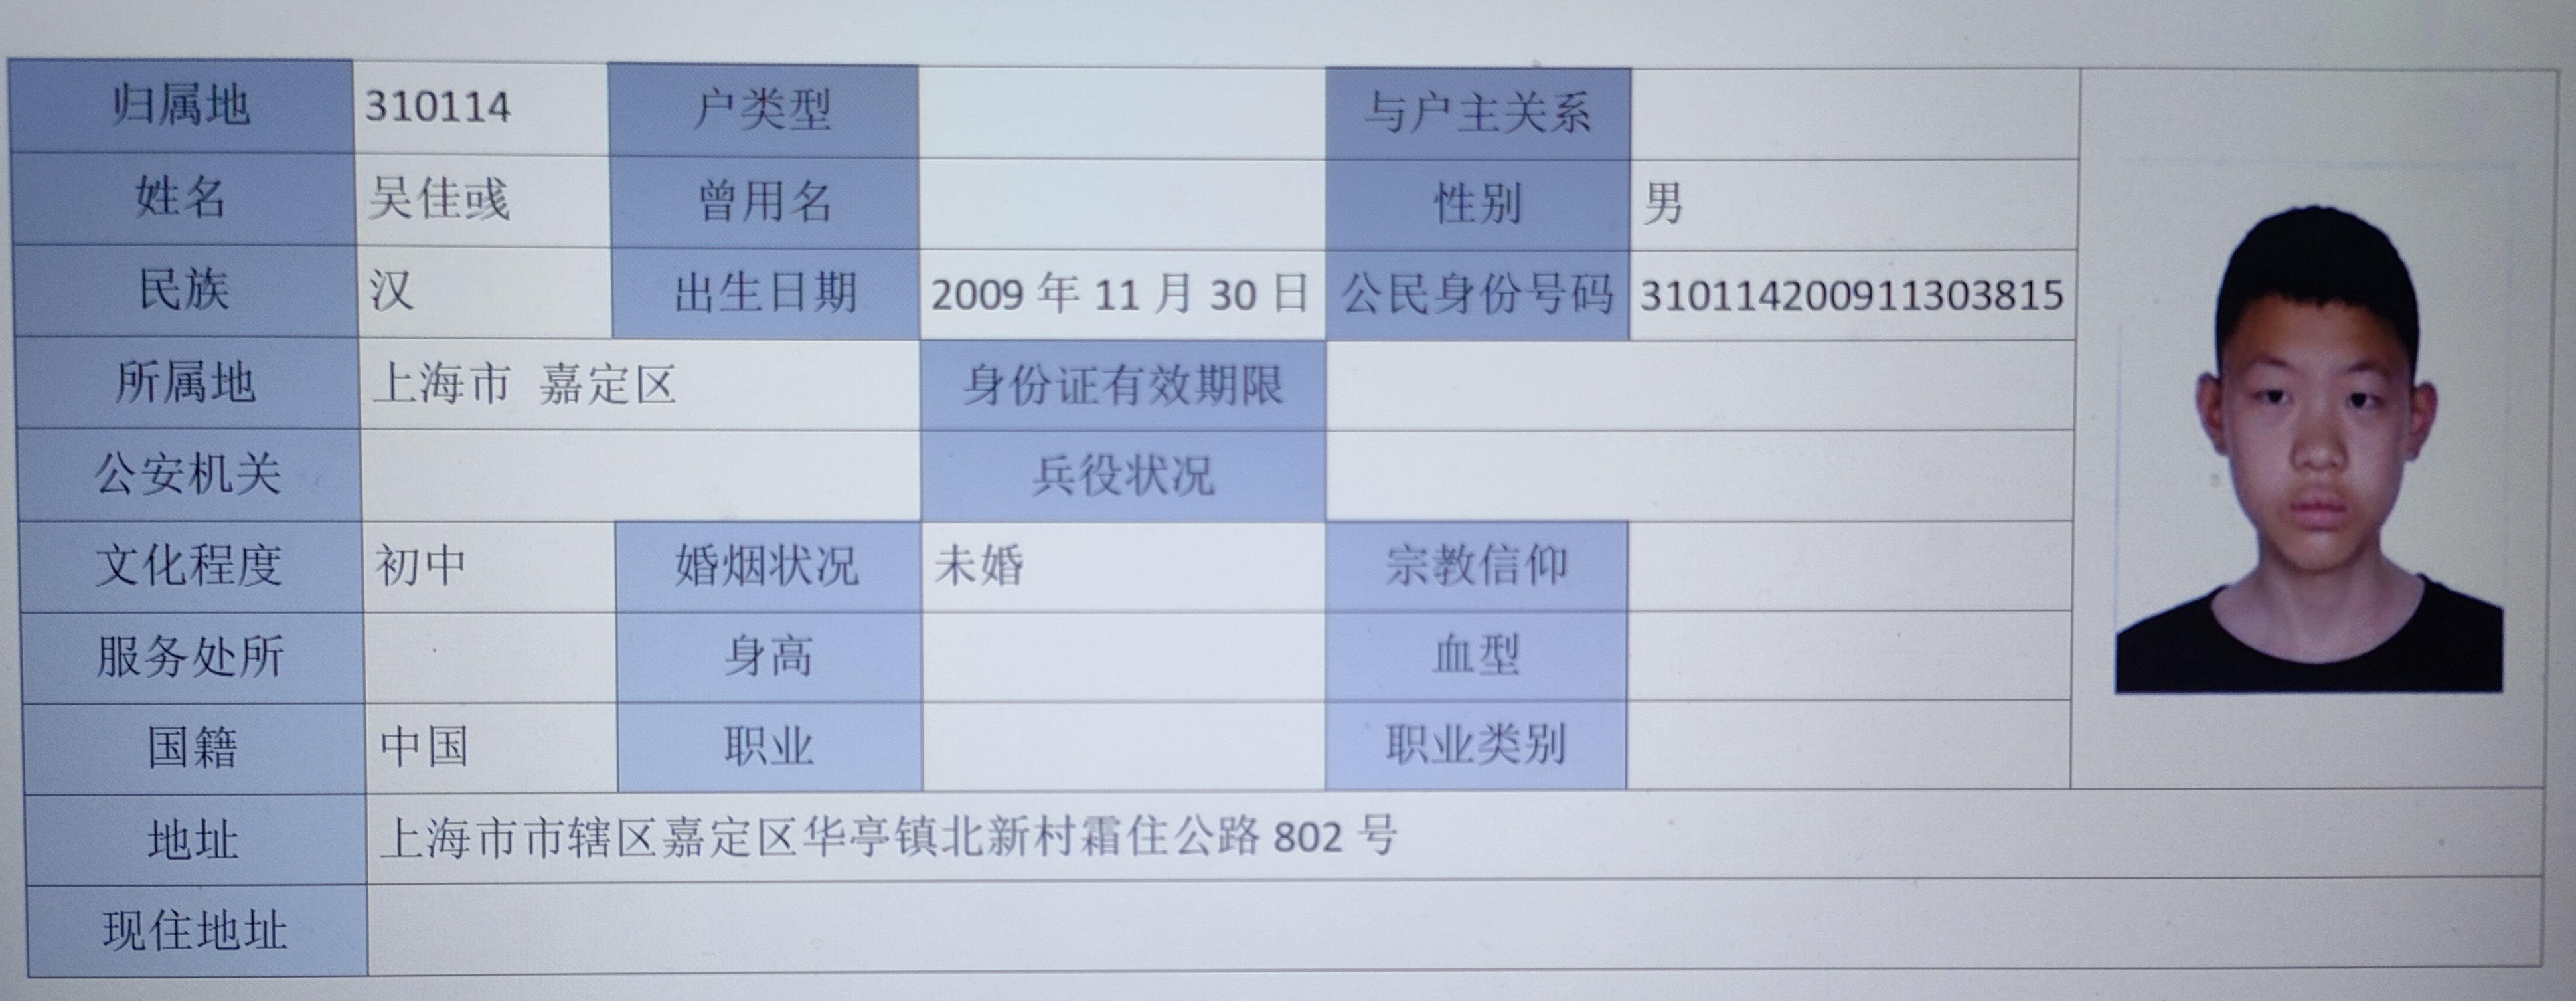 归属地 310114 户类型 与户主关系
姓名 吴佳彧 曾用名 性别 男
民族 汉 出生日期 2009 年 11 月 30 日 公民身份号码 310114200911303815
所属地 上海市 嘉定区 身份证有效期限
公安机关 兵役状况
文化程度 初中 婚烟状况 未婚 宗教信仰
服务处所 身高 血型
国籍 中国 职业 职业类别
地址 上海市市辖区嘉定区华亭镇北新村霜住公路 802 号
现住地址